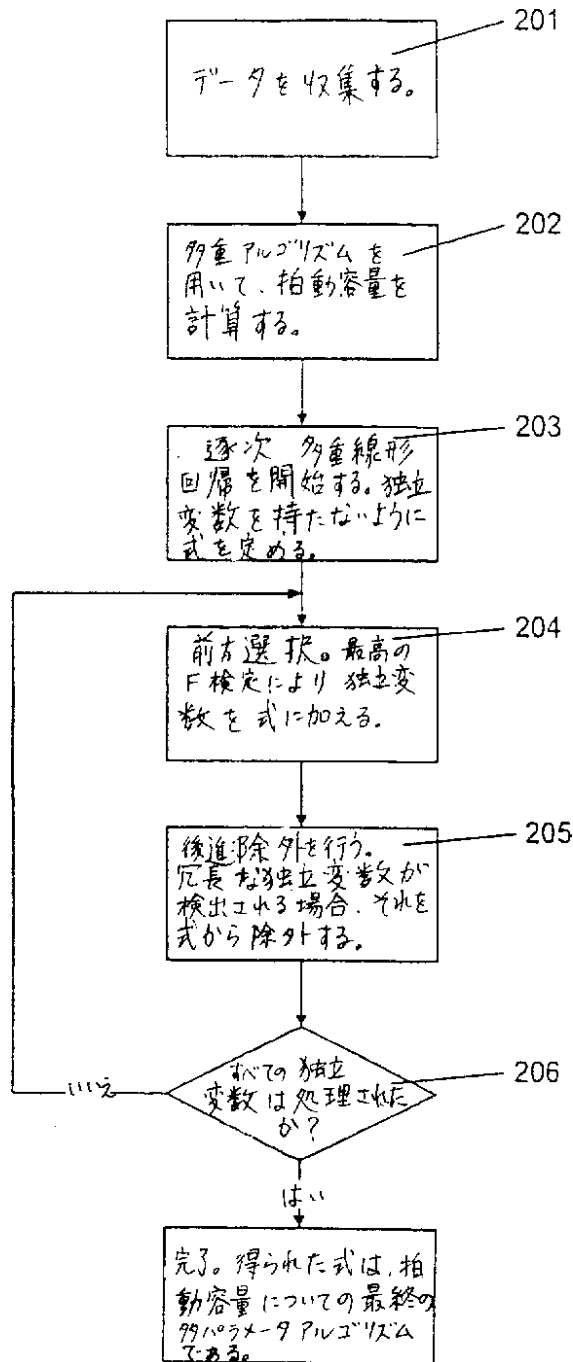 201
データを収集する。
202
多重アルゴリズムを
用いて、拍動容量を
計算する。
203
逐次 多重線形
回帰を開始する。独立
変数を持たないように
式を定める。
204
前方選択。最高の
F検定により独立変
数を式に加える。
205
後進除外を行う。
冗長な独立変数が
検出される場合、それを
式から除外する。
206
すべての独立
変数は処理された
か?
いいえ
はい
完了。得られた式は、拍
動容量についての最終の
多パラメータアルゴリズム
である。